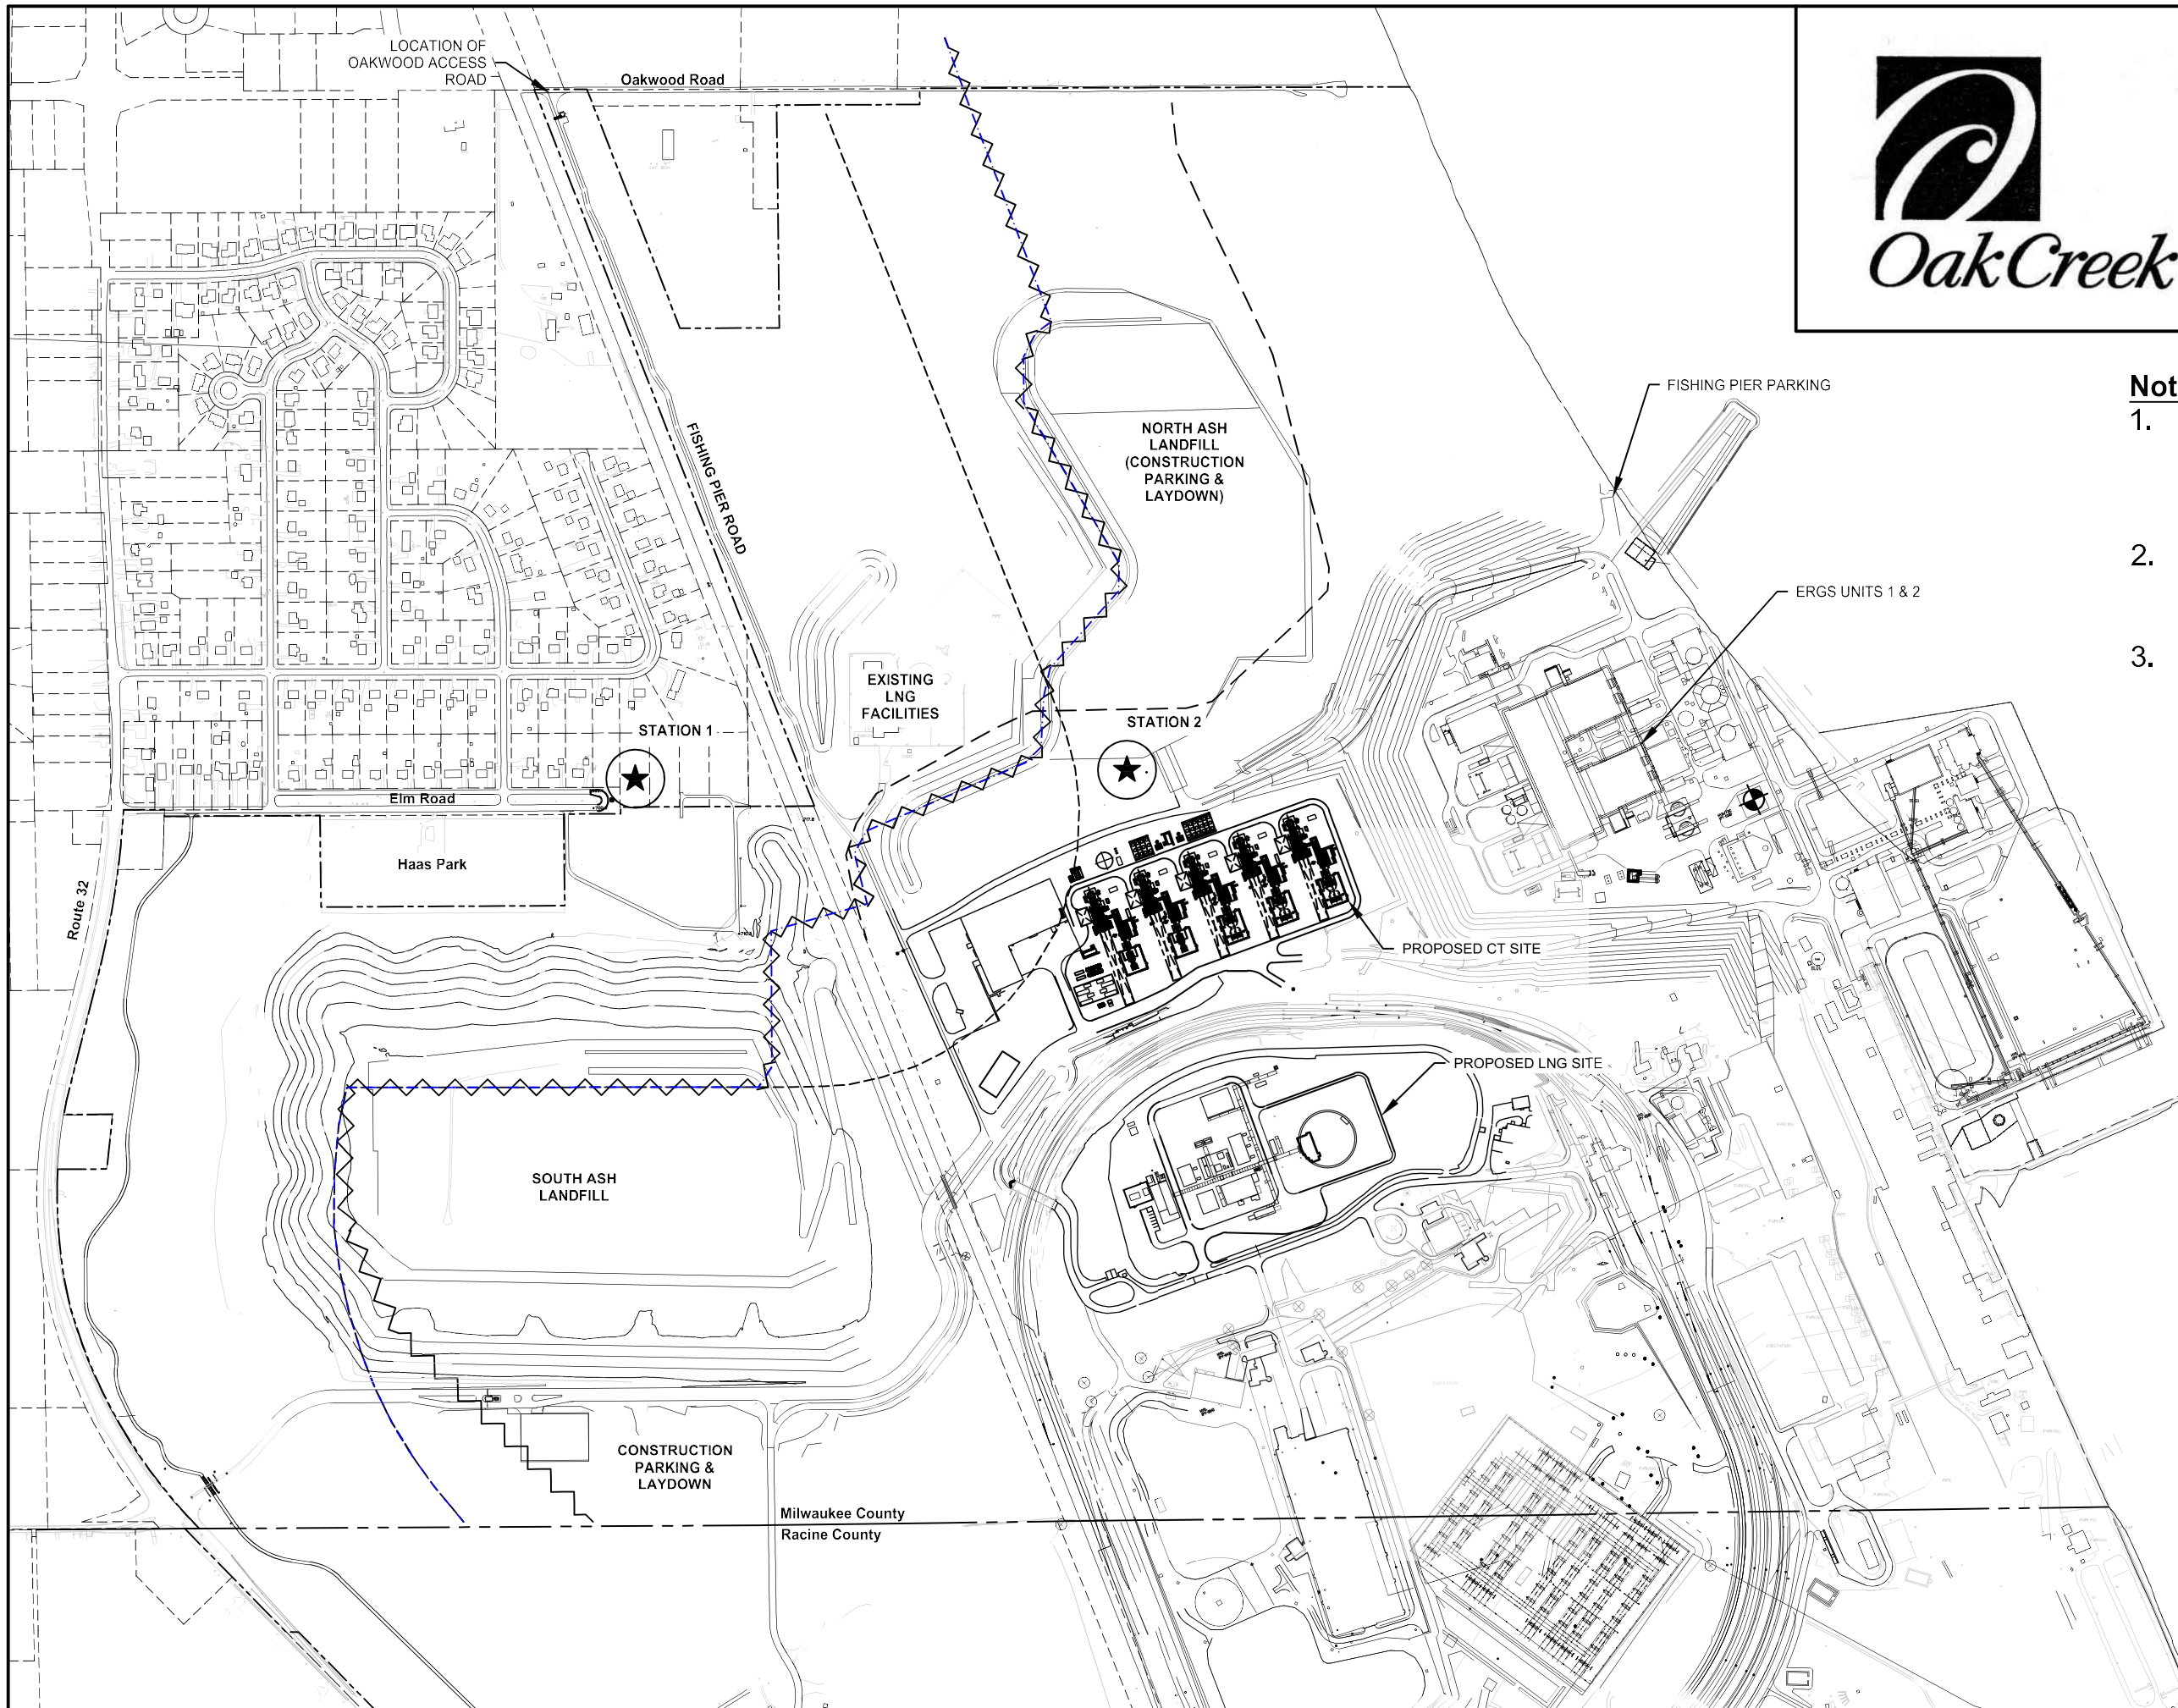 LOCATION OF
OAKWOOD ACCESS
ROAD
Oakwood Road
OakCreek
Not
1.
2.
3.
FISHING PIER PARKING
FISHING PIER ROAD
NORTH ASH
LANDFILL
(CONSTRUCTION
PARKING &
LAYDOWN)
ERGS UNITS 1 & 2
EXISTING
LNG
FACILITIES
STATION 1
STATION 2
Elm Road
Haas Park
Route 32
PROPOSED CT SITE
PROPOSED LNG SITE
SOUTH ASH
LANDFILL
CONSTRUCTION
PARKING &
LAYDOWN
Milwaukee County
Racine County